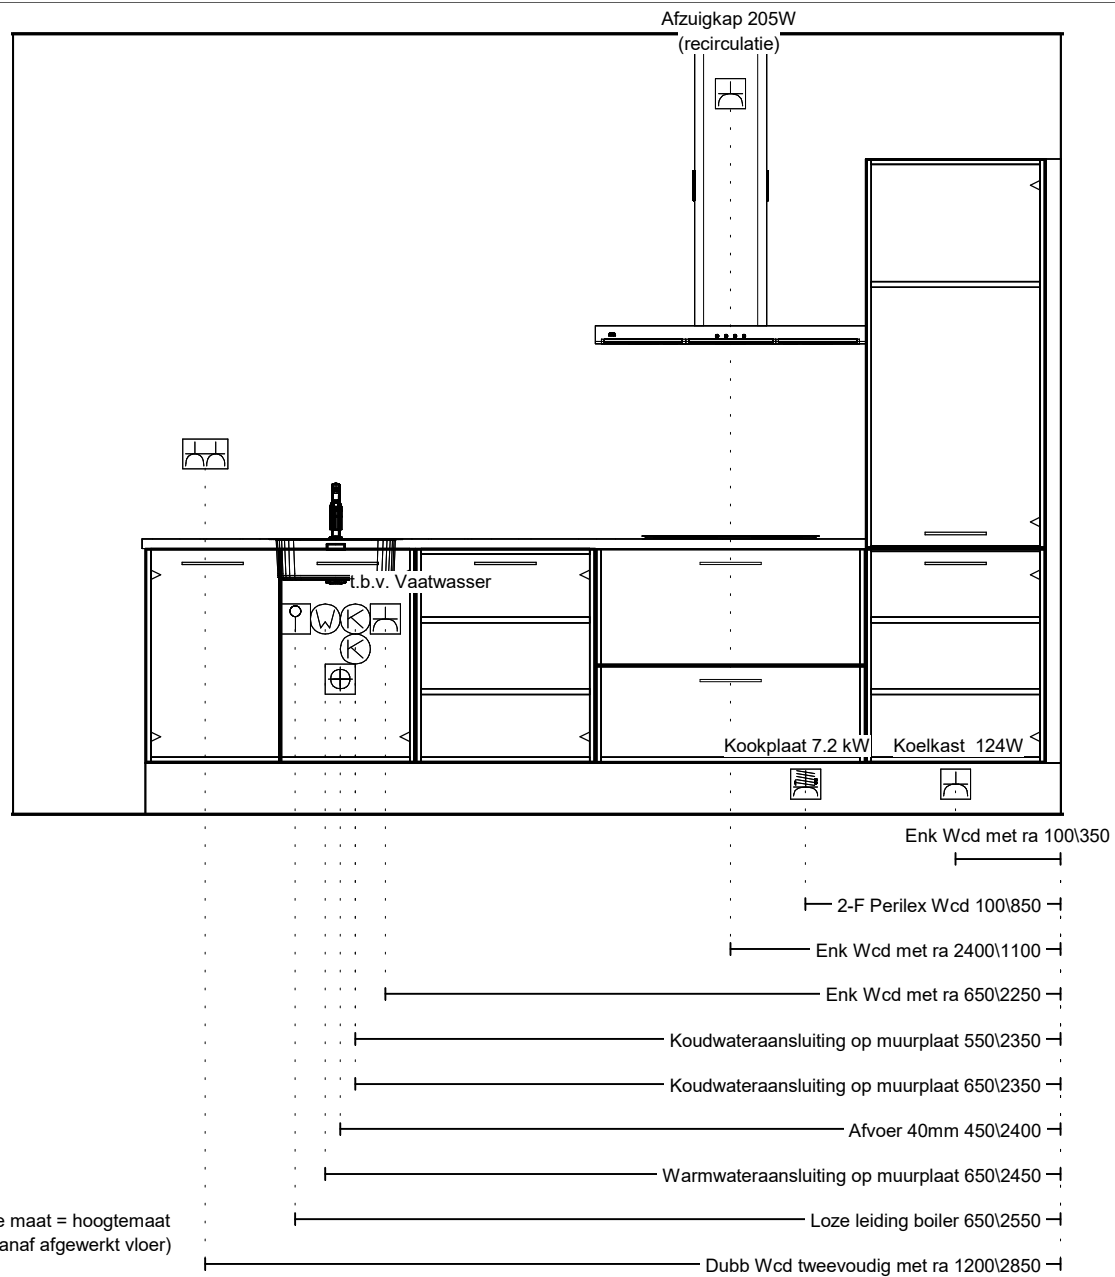 Afzuigkap 205W
(recirculatie)
t.b.v. Vaatwasser
W K K
K
Kookplaat 7.2 kW
Koelkast 124W
Enk Wcd met ra 100\350
2-F Perilex Wcd 100\850
Enk Wcd met ra 2400\1100
Enk Wcd met ra 650\2250
Koudwateraansluiting op muurplaat 550\2350
Koudwateraansluiting op muurplaat 650\2350
Afvoer 40mm 450\2400
Warmwateraansluiting op muurplaat 650\2450
e maat = hoogtemaat
Loze leiding boiler 650\2550
anaf afgewerkt vloer)
Dubb Wcd tweevoudig met ra 1200\2850